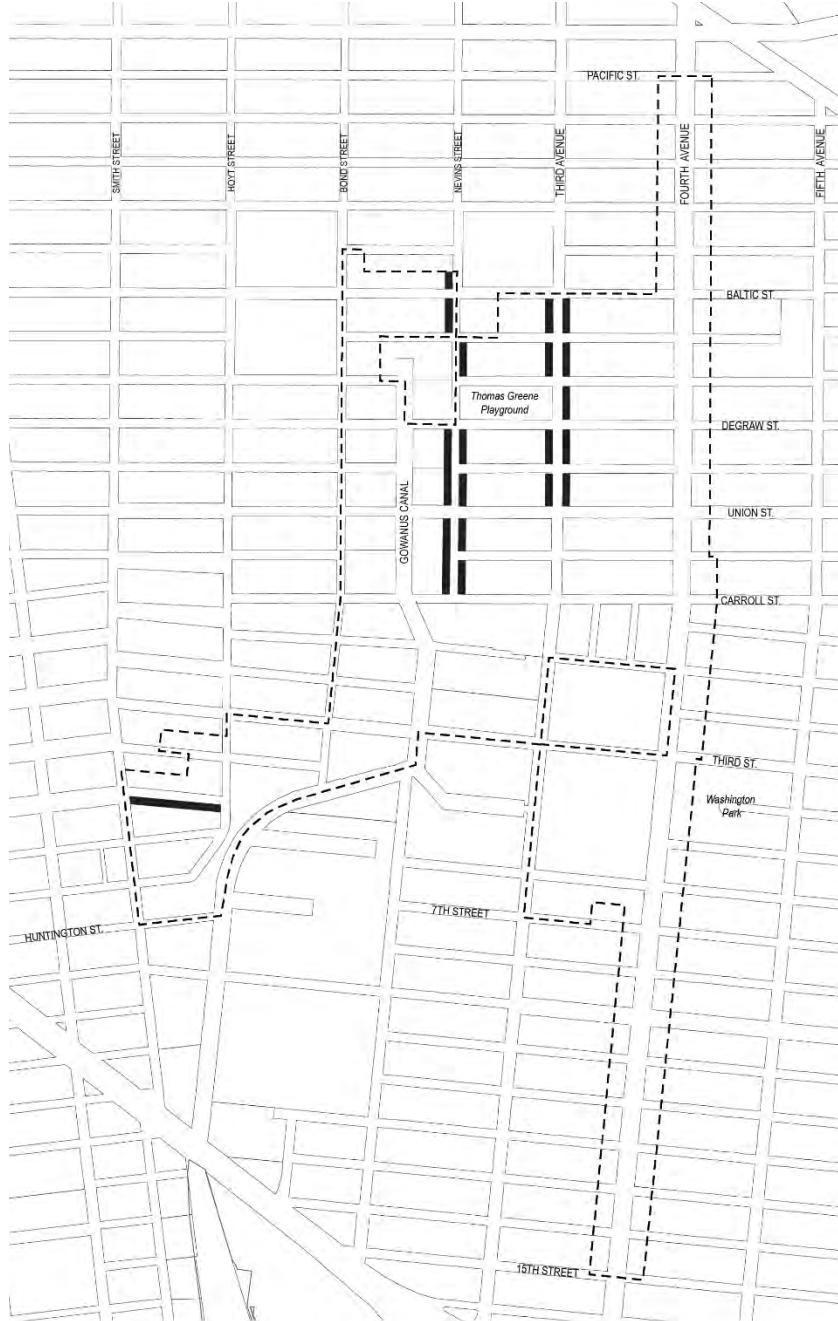 PACIFIC ST.
SMITH STREET
HOYT STREET
BOND STREET
NEVINS STREET
THIRD AVENUE
FOURTH AVENUE
FIFTH AVENUE
BALTIC ST.
Thomas Greene
Playground
DEGRAW ST.
GOWANUS CANAL
UNION ST.
CARROLL ST.
THIRD ST.
Washington
Park
7TH STREET
HUNTINGTON ST.
15TH STREET